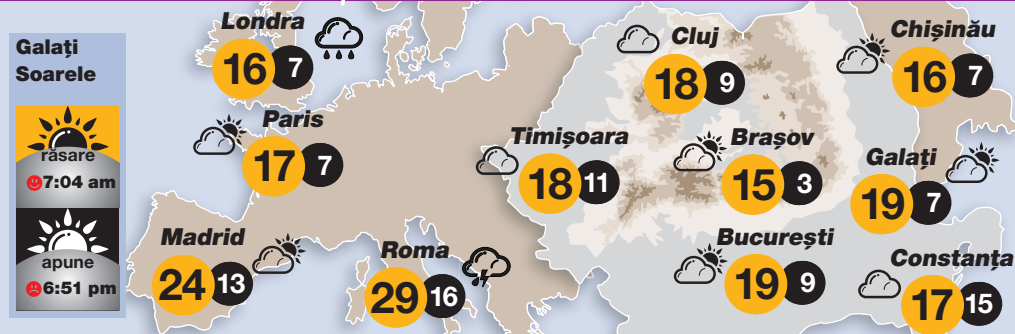 Galați
Soarele
răsare
7:04 am
apune
6:51 pm
Londra
16 7
Paris
17 7
Madrid
24 13
Roma
29 16
Timișoara
18 11
Cluj
18 9
Brașov
15 3
București
19 9
Chișinău
16 7
Galați
19 7
Constanța
17 15